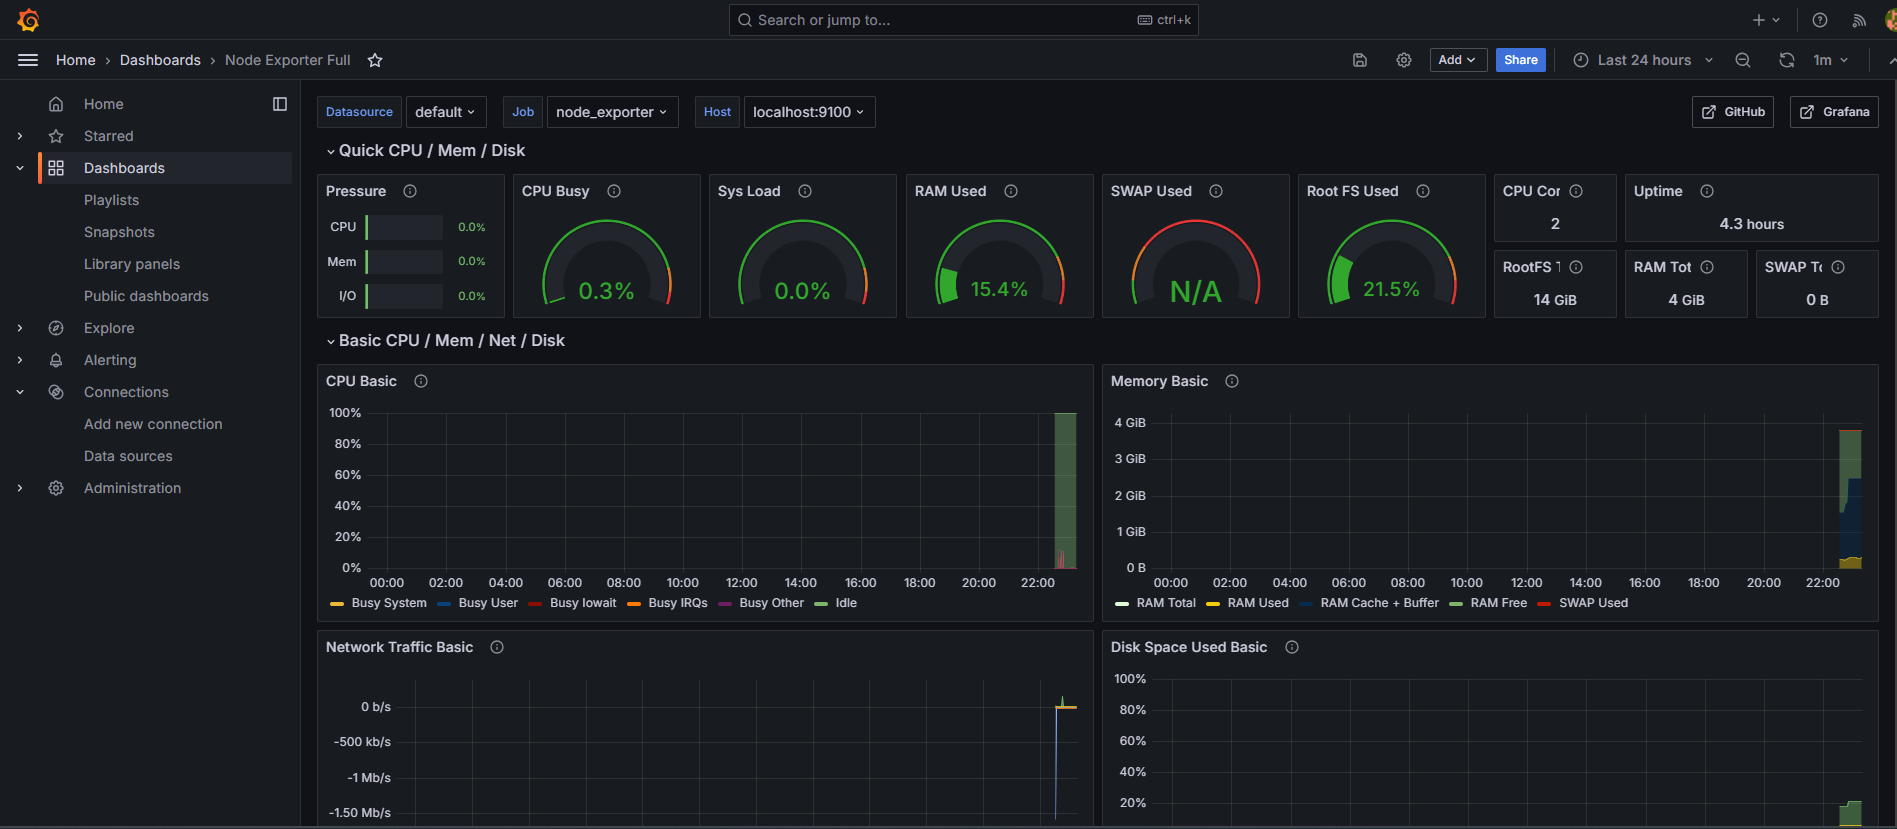 Search or jump to...
ctrl+k
Home › Dashboards › Node Exporter Full
Add
Share
Last 24 hours
1m
Home
Starred
Dashboards
Playlists
Snapshots
Library panels
Public dashboards
Explore
Alerting
Connections
Add new connection
Data sources
Administration
Datasource default Job node_exporter Host localhost:9100
GitHub Grafana
Quick CPU / Mem / Disk
Pressure
CPU 0.0%
Mem 0.0%
I/O 0.0%
CPU Busy
0.3%
Sys Load
0.0%
RAM Used
15.4%
SWAP Used
N/A
Root FS Used
21.5%
CPU Cor
2
Uptime
4.3 hours
RootFS T
14 GiB
RAM Tot
4 GiB
SWAP To
0 B
Basic CPU / Mem / Net / Disk
CPU Basic
100%
80%
60%
40%
20%
0%
00:00 02:00 04:00 06:00 08:00 10:00 12:00 14:00 16:00 18:00 20:00 22:00
Busy System Busy User Busy Iowait Busy IRQs Busy Other Idle
Memory Basic
4 GiB
3 GiB
2 GiB
1 GiB
0 B
00:00 02:00 04:00 06:00 08:00 10:00 12:00 14:00 16:00 18:00 20:00 22:00
RAM Total RAM Used RAM Cache + Buffer RAM Free SWAP Used
Network Traffic Basic
0 b/s
-500 kb/s
-1 Mb/s
-1.50 Mb/s
Disk Space Used Basic
100%
80%
60%
40%
20%